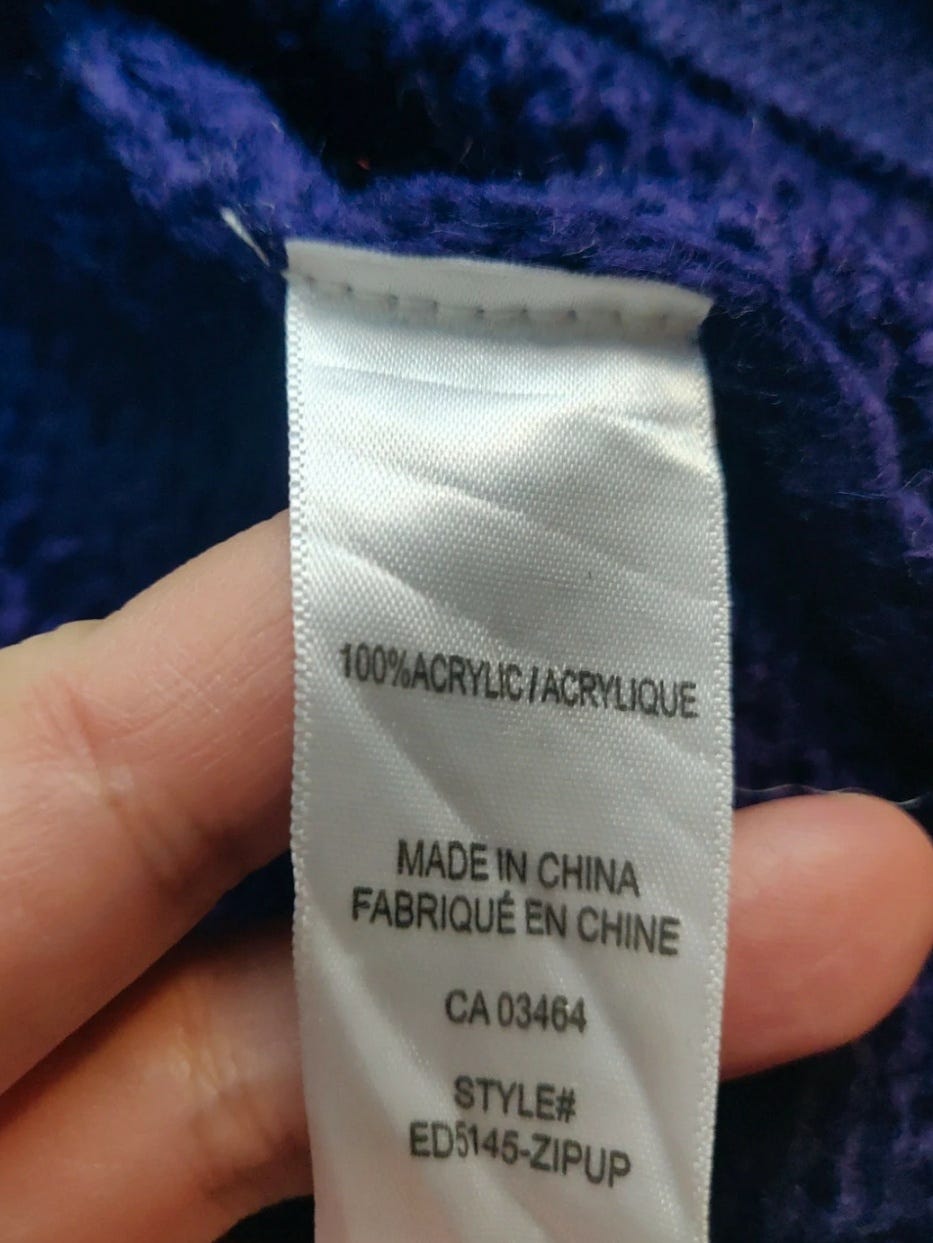 100%ACRYLIC/ACRYLIQUE
MADE IN CHINA
FABRIQUÉ EN CHINE
CA 03464
STYLE#
ED5145-ZIPUP